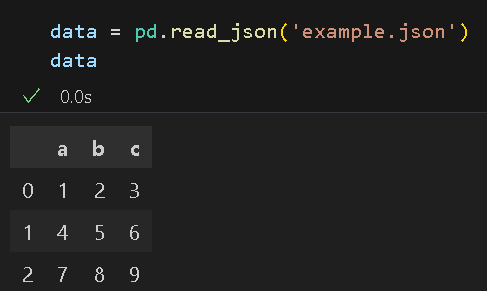 data = pd.read_json('example.json')
data
0.0s
a b c
0 1 2 3
1 4 5 6
2 7 8 9